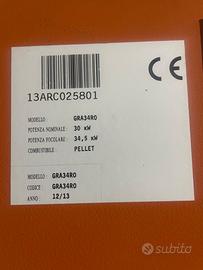 13ARC025801
CE
MODELLO: GRA34RO
POTENZA NOMINALE: 30 kW
POTENZA FOCOLARE: 34,5 kW
COMBUSTIBILE: PELLET
MODELLO: GRA34RO
CODICE: GRA34RO
ANNO: 12/13
subito